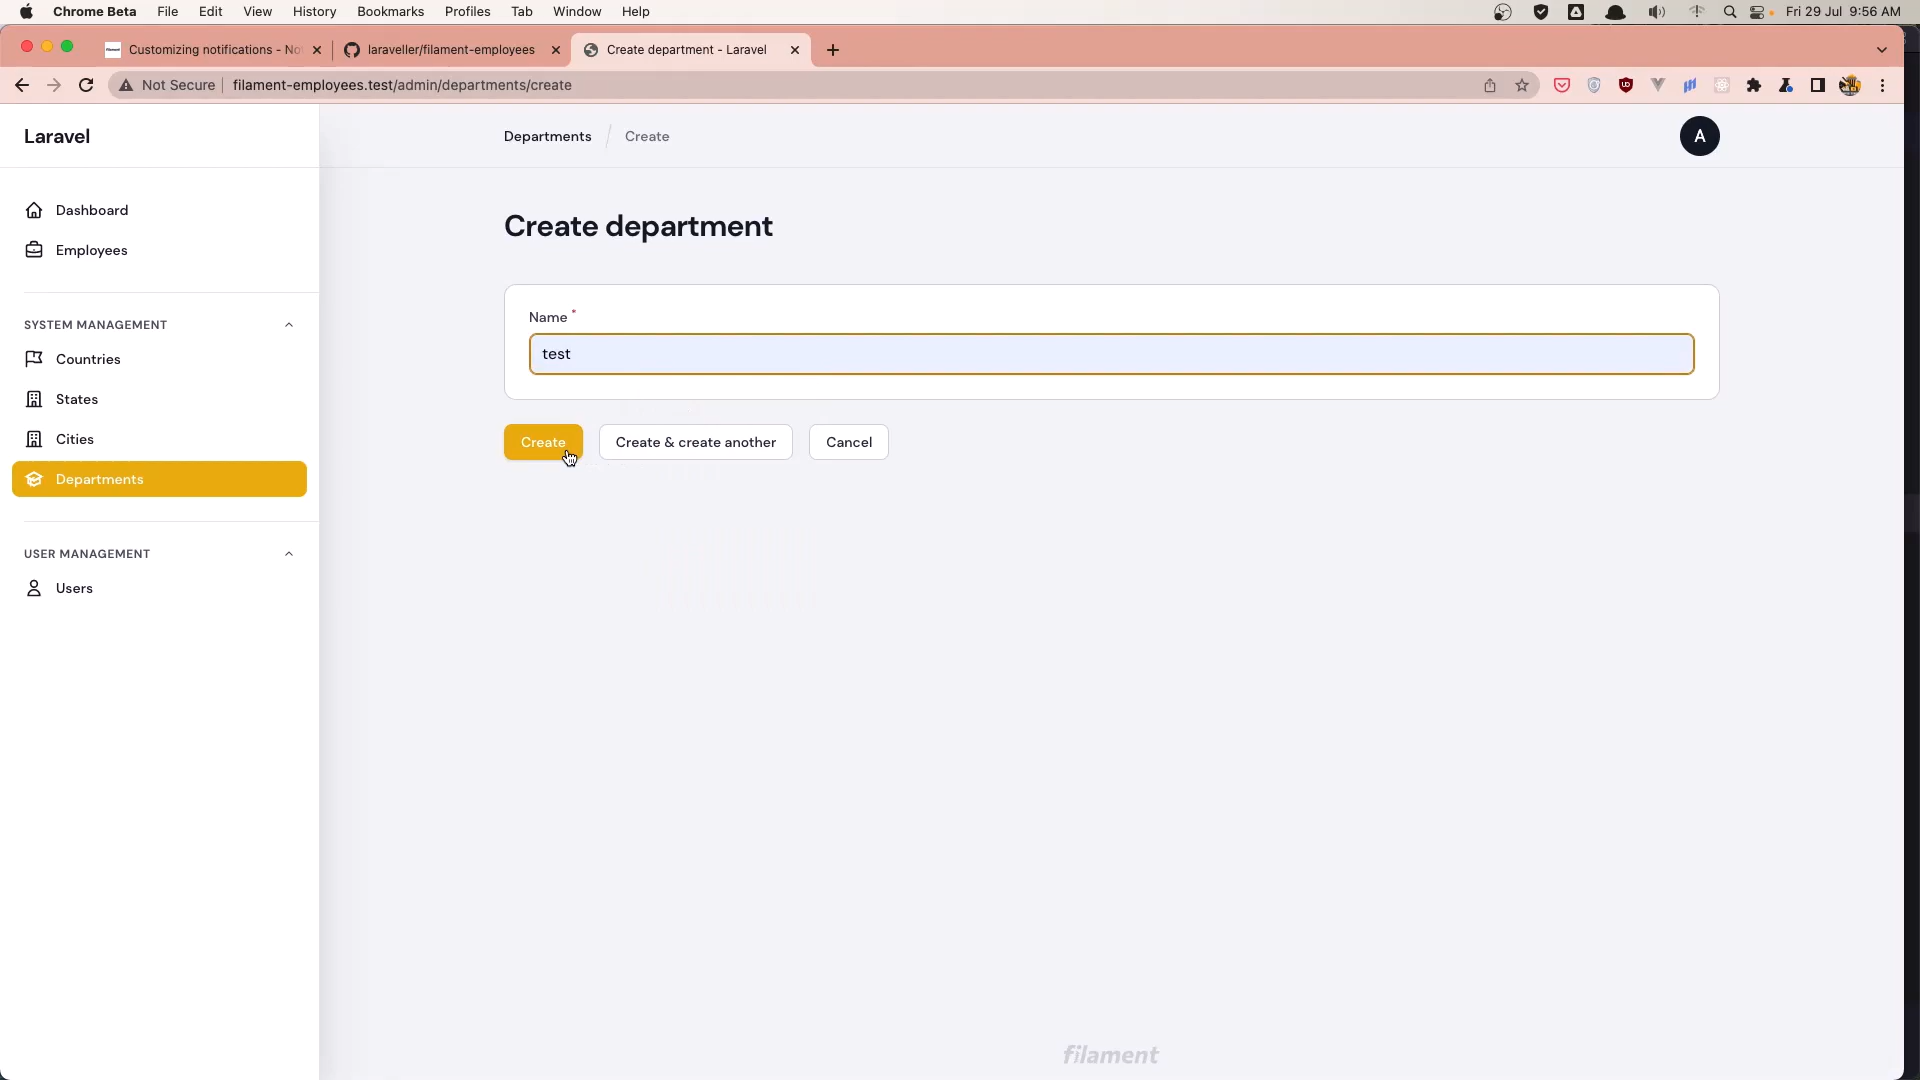 Chrome Beta File Edit View History Bookmarks Profiles Tab Window Help Fri 29 Jul 9:56 AM
Customizing notifications - No laraveller/filament-employees Create department - Laravel
Not Secure filament-employees.test/admin/departments/create
Laravel
Departments Create
A
Dashboard
Employees
SYSTEM MANAGEMENT
Countries
States
Cities
Departments
USER MANAGEMENT
Users
Create department
Name *
test
Create Create & create another Cancel
filament